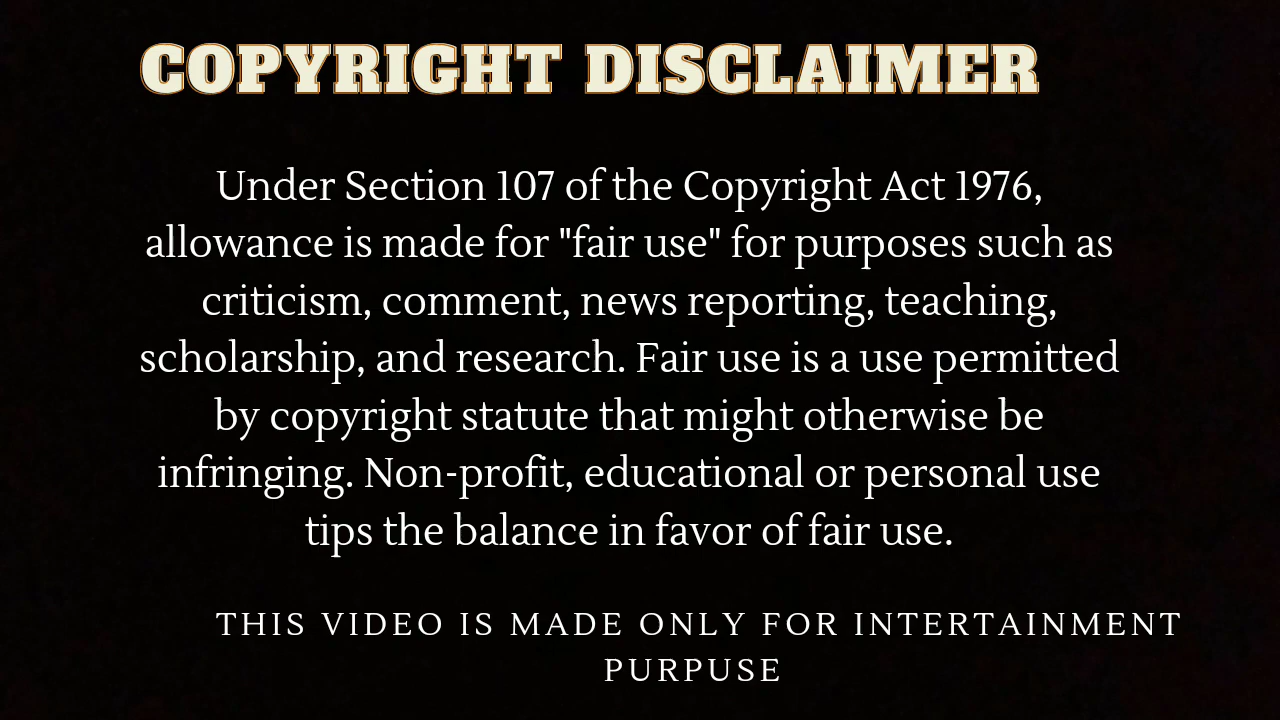 COPYRIGHT DISCLAIMER
Under Section 107 of the Copyright Act 1976,
allowance is made for "fair use" for purposes such as
criticism, comment, news reporting, teaching,
scholarship, and research. Fair use is a use permitted
by copyright statute that might otherwise be
infringing. Non-profit, educational or personal use
tips the balance in favor of fair use.
THIS VIDEO IS MADE ONLY FOR INTERTAINMENT
PURPUSE